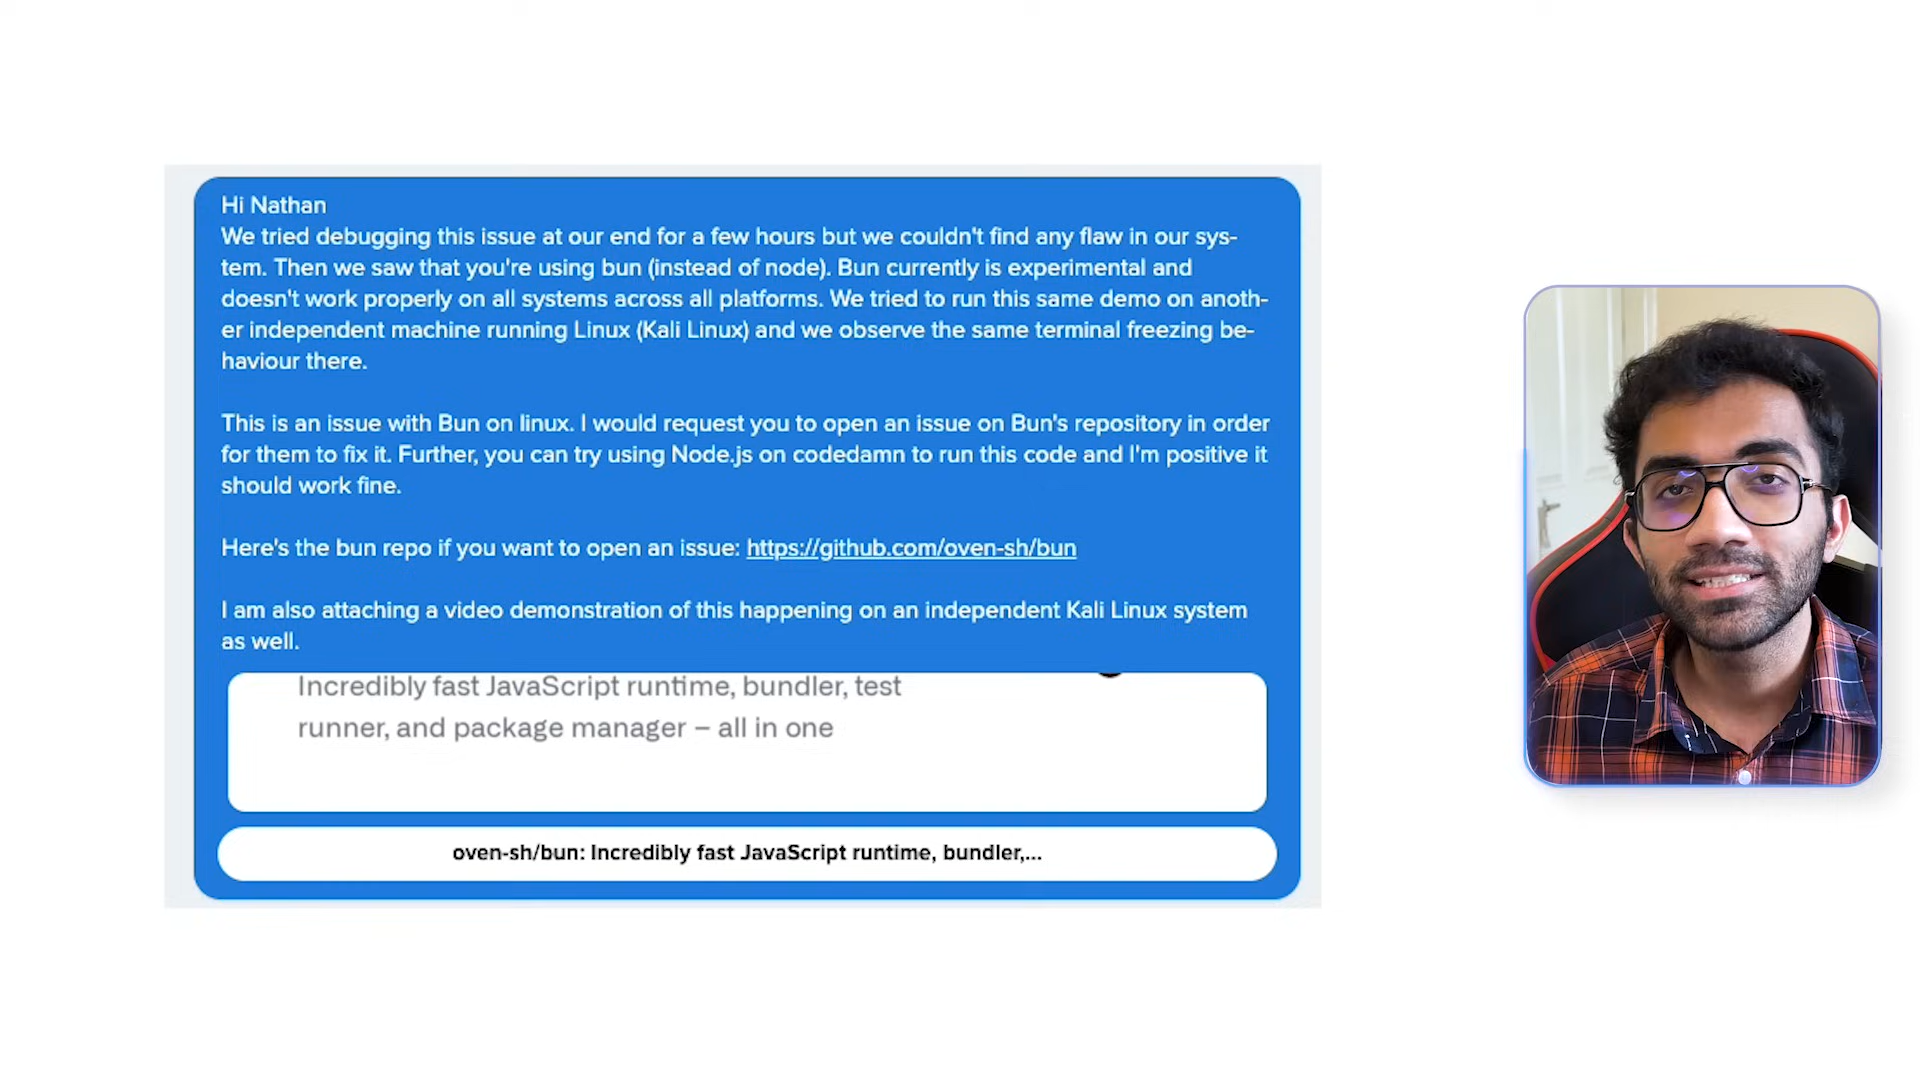 Hi Nathan
We tried debugging this issue at our end for a few hours but we couldn't find any flaw in our sys-
tem. Then we saw that you're using bun (instead of node). Bun currently is experimental and
doesn't work properly on all systems across all platforms. We tried to run this same demo on anoth-
er independent machine running Linux (Kali Linux) and we observe the same terminal freezing be-
haviour there.
This is an issue with Bun on linux. I would request you to open an issue on Bun's repository in order
for them to fix it. Further, you can try using Node.js on codedamn to run this code and I'm positive it
should work fine.
Here's the bun repo if you want to open an issue: https://github.com/oven-sh/bun
I am also attaching a video demonstration of this happening on an independent Kali Linux system
as well.
Incredibly fast JavaScript runtime, bundler, test
runner, and package manager – all in one
oven-sh/bun: Incredibly fast JavaScript runtime, bundler,...